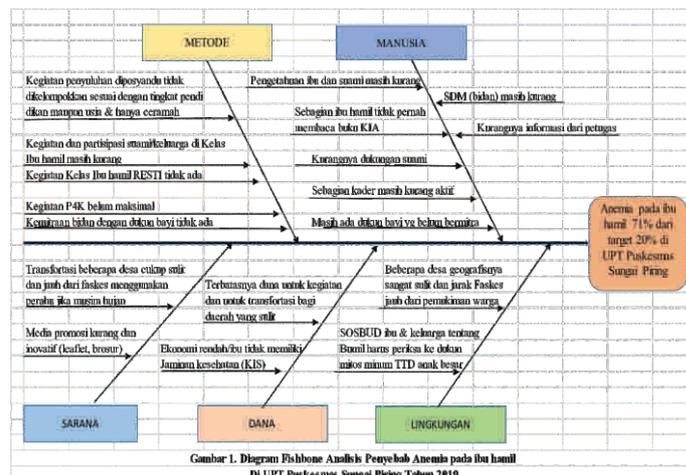 METODE
MANUSIA
Kegiatan penyuluhan diposyandu tidak
dikelompokkan sesuai dengan tingkat pendi
dikan maupun usia & hanya ceramah
Kegiatan dan partisipasi suami/keluarga di Kelas
Ibu hamil masih kurang
Kegiatan Kelas Ibu hamil RESTI tidak ada
Kegiatan P4K belum maksimal
Kemitraan bidan dengan dukun bayi tidak ada
Pengetahuan ibu dan suami masih kurang
SDM (bidan) masih kurang
Sebagian ibu hamil tidak pernah
membaca buku KIA
Kurangnya informasi dari petugas
Kurangnya dukungan suami
Sebagian kader masih kurang aktif
Masih ada dukun bayi yg belum bermitra
Anemia pada ibu
hamil 71% dari
target 20% di
UPT Puskesmas
Sungai Piring
Transfortasi beberapa desa cukup sulit
dan jauh dari faskes menggunakan
perahu jika musim hujan
Media promosi kurang dan
inovatif (leaflet, brosur)
Terbatasnya dana untuk kegiatan
dan untuk transfortasi bagi
daerah yang sulit
Ekonomi rendah/ibu tidak memiliki
Jaminan kesehatan (KIS)
Beberapa desa geografisnya
sangat sulit dan jarak Faskes
jauh dari pemukiman warga
SOSBUD ibu & keluarga tentang
Bumil harus periksa ke dukun
mitos minum TTD anak besar
SARANA
DANA
LINGKUNGAN
Gambar 1. Diagram Fishbone Analisis Penyebab Anemia pada ibu hamil
Di UPT Puskesmas Sungai Piring Tahun 2019